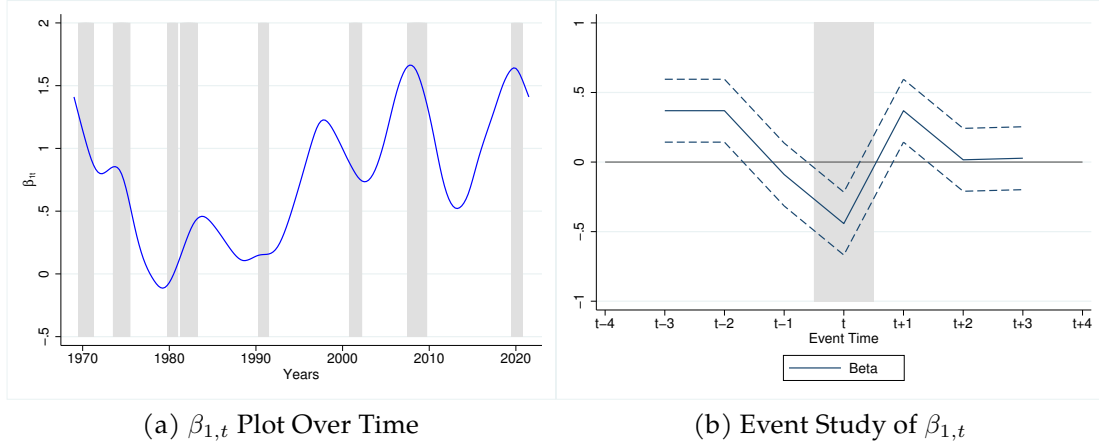 2
1.5
1
.5
0
-.5
β₁ₜ
1970 1980 1990 2000 2010 2020
Years
1
.5
0
-.5
-1
t-4 t-3 t-2 t-1 t t+1 t+2 t+3 t+4
Event Time
Beta
(a) β₁,ₜ Plot Over Time
(b) Event Study of β₁,ₜ